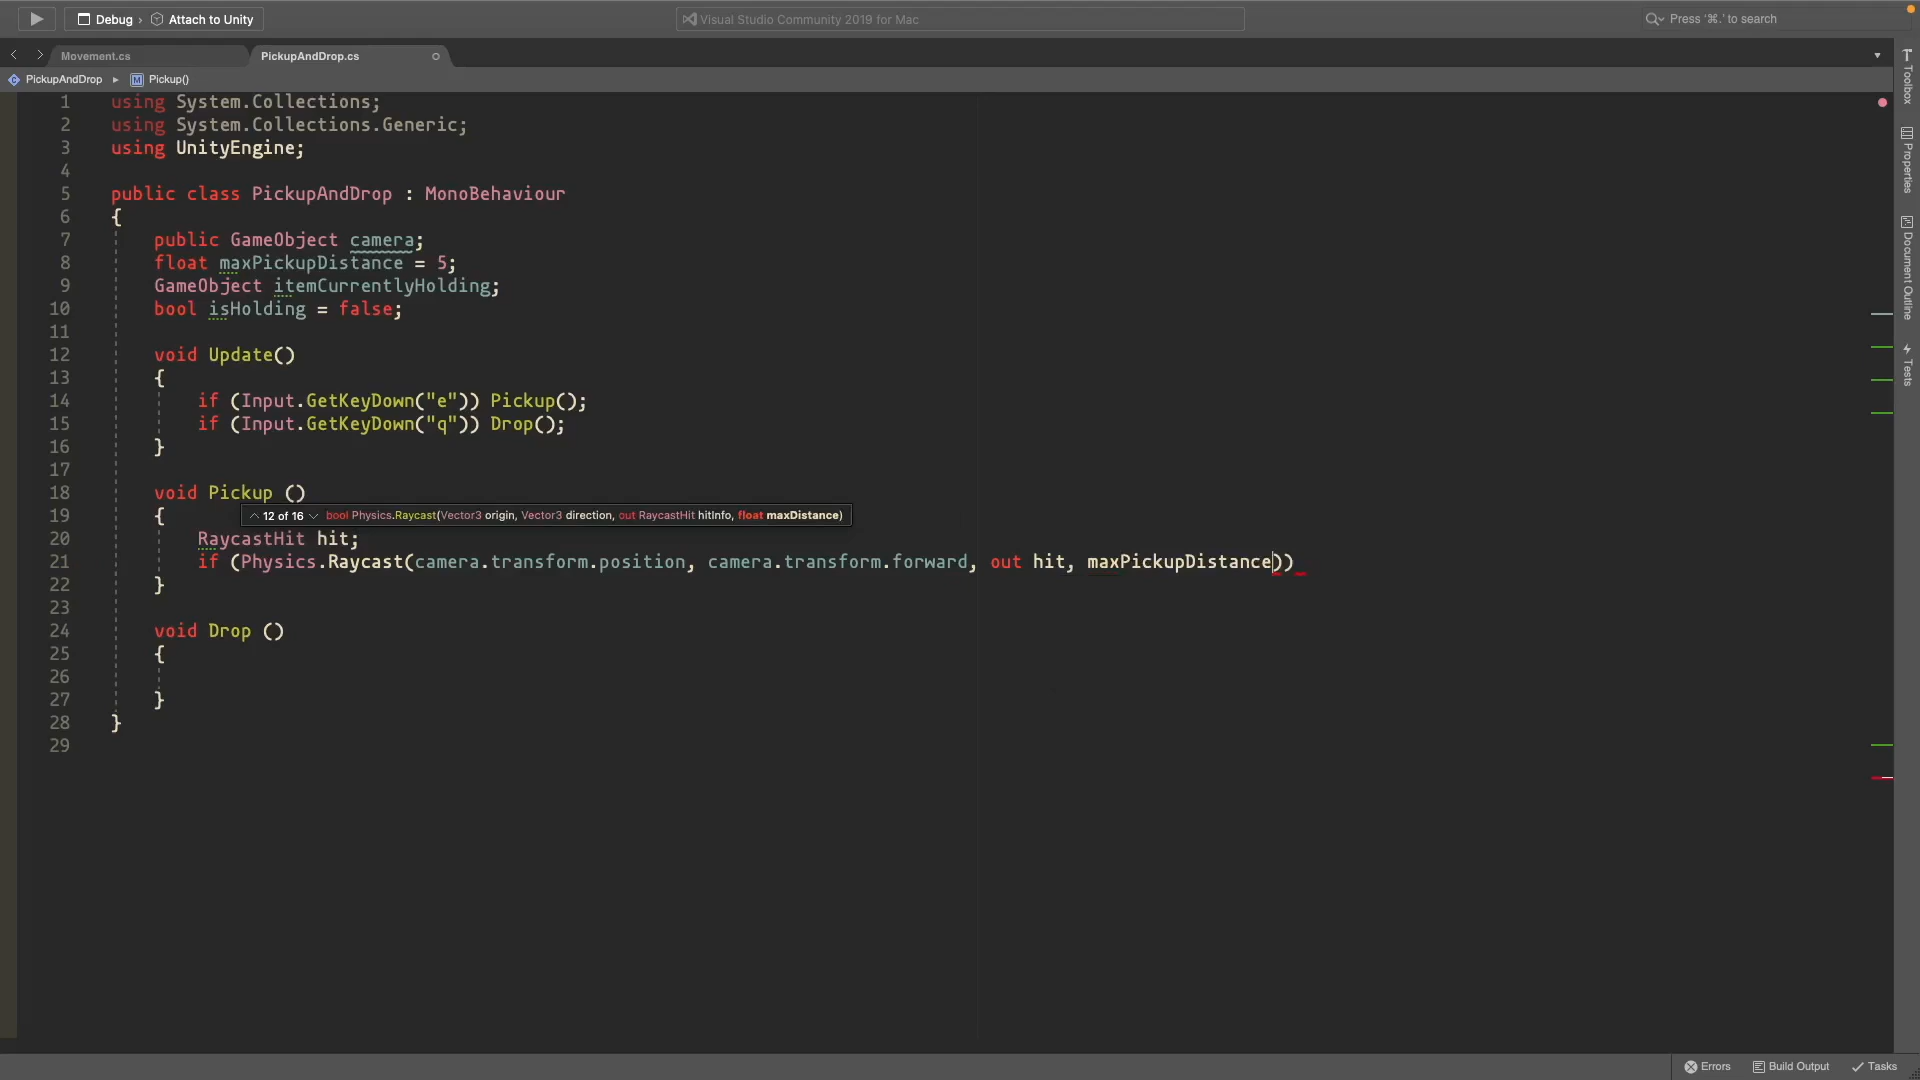 Debug › Attach to Unity
Visual Studio Community 2019 for Mac
Press '⌘.' to search
Movement.cs
PickupAndDrop.cs
PickupAndDrop ▸ M Pickup()
1 using System.Collections;
2 using System.Collections.Generic;
3 using UnityEngine;
4
5 public class PickupAndDrop : MonoBehaviour
6 {
7 public GameObject camera;
8 float maxPickupDistance = 5;
9 GameObject itemCurrentlyHolding;
10 bool isHolding = false;
11
12 void Update()
13 {
14 if (Input.GetKeyDown("e")) Pickup();
15 if (Input.GetKeyDown("q")) Drop();
16 }
17
18 void Pickup ()
19 {
12 of 16 bool Physics.Raycast(Vector3 origin, Vector3 direction, out RaycastHit hitInfo, float maxDistance)
20 RaycastHit hit;
21 if (Physics.Raycast(camera.transform.position, camera.transform.forward, out hit, maxPickupDistance))
22 }
23
24 void Drop ()
25 {
26
27 }
28 }
29
Toolbox
Properties
Document Outline
Tests
Errors
Build Output
Tasks